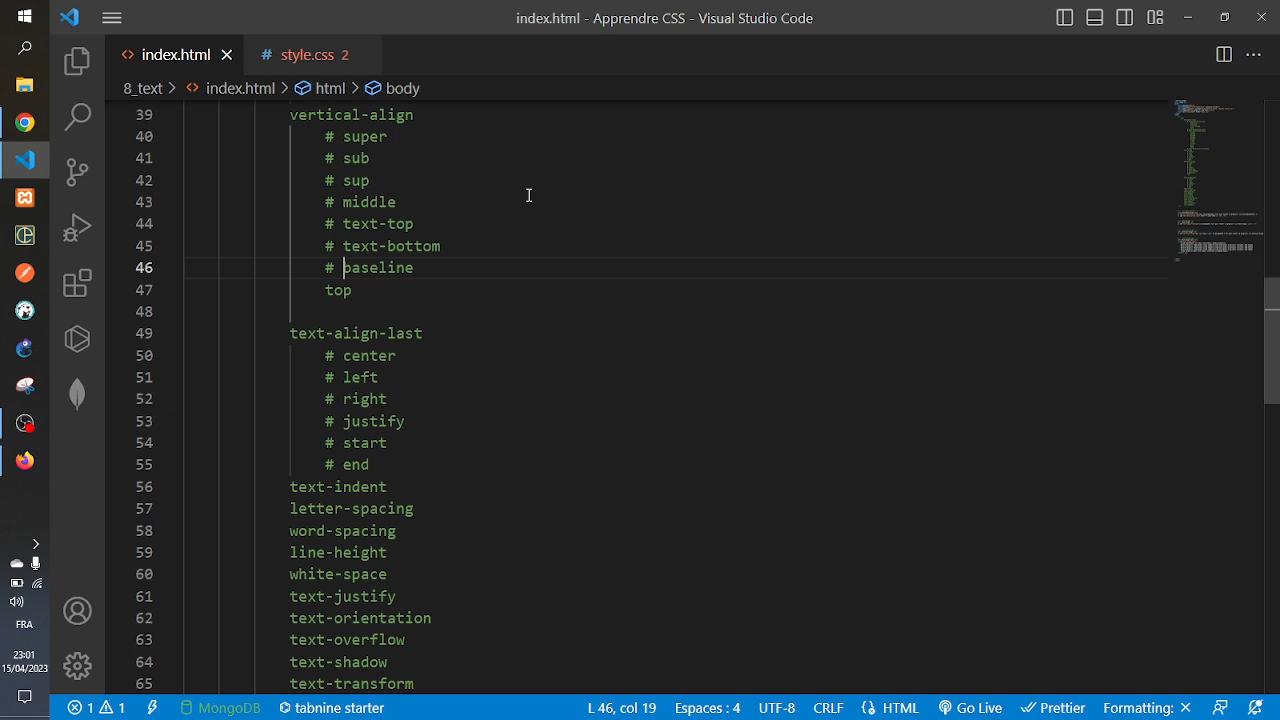 index.html - Apprendre CSS - Visual Studio Code
index.html
style.css 2
8_text > index.html > html > body
39 vertical-align
40 # super
41 # sub
42 # sup
43 # middle
44 # text-top
45 # text-bottom
46 # baseline
47 top
48
49 text-align-last
50 # center
51 # left
52 # right
53 # justify
54 # start
55 # end
56 text-indent
57 letter-spacing
58 word-spacing
59 line-height
60 white-space
61 text-justify
62 text-orientation
63 text-overflow
64 text-shadow
65 text-transform
FRA
23:01
15/04/2023
1 1 MongoDB tabnine starter L 46, col 19 Espaces : 4 UTF-8 CRLF HTML Go Live Prettier Formatting: ×